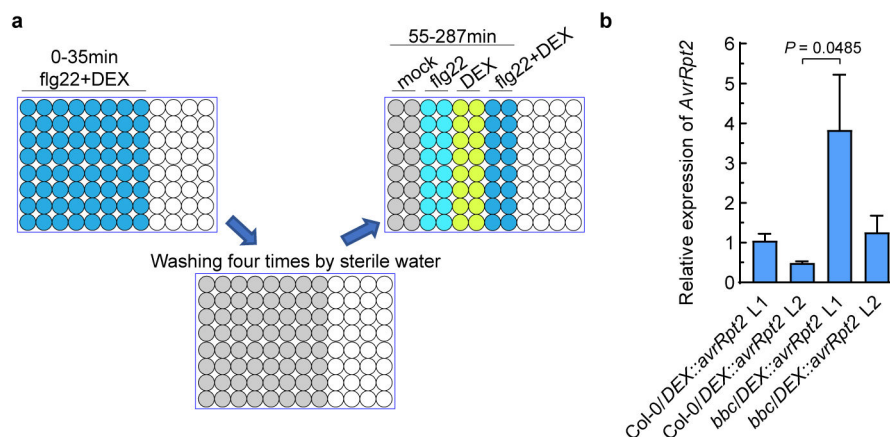 a
0-35min
flg22+DEX
55-287min
mock
flg22
DEX
flg22+DEX
Washing four times by sterile water
b
P = 0.0485
Relative expression of AvrRpt2
6
5
4
3
2
1
0
Col-0/DEX::avrRpt2 L1
Col-0/DEX::avrRpt2 L2
bbc/DEX::avrRpt2 L1
bbc/DEX::avrRpt2 L2